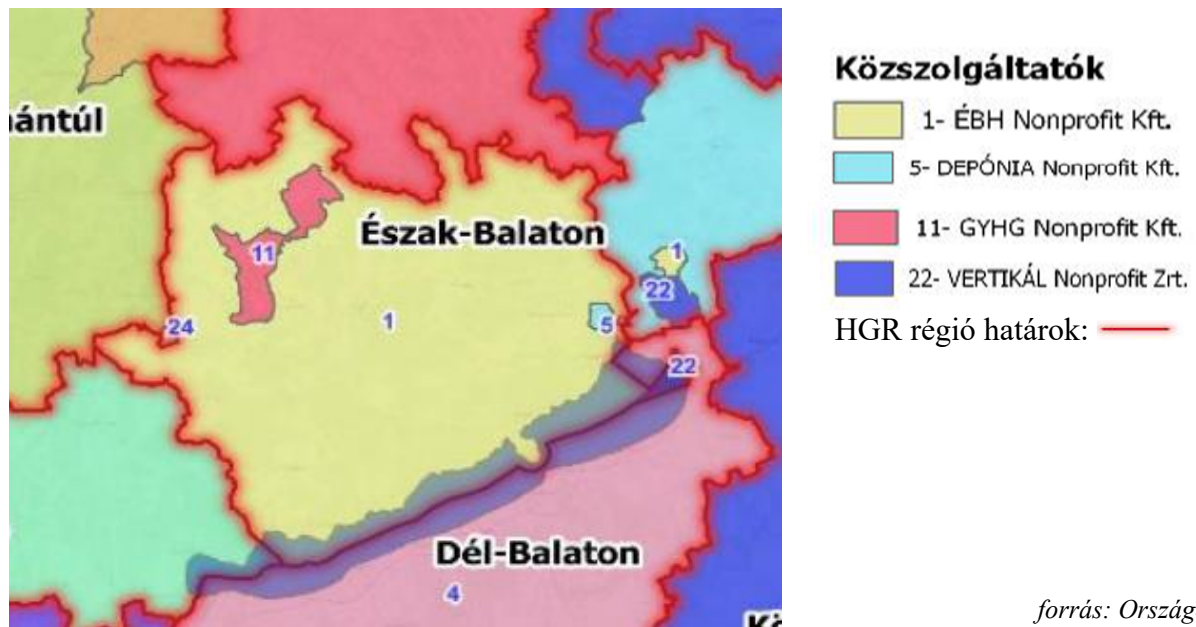 ántúl
Észak-Balaton
11
1
22
24
1
5
22
Dél-Balaton
4
Kö
Közszolgáltatók
1- ÉBH Nonprofit Kft.
5- DEPÓNIA Nonprofit Kft.
11- GYHG Nonprofit Kft.
22- VERTIKÁL Nonprofit Zrt.
HGR régió határok:
forrás: Ország